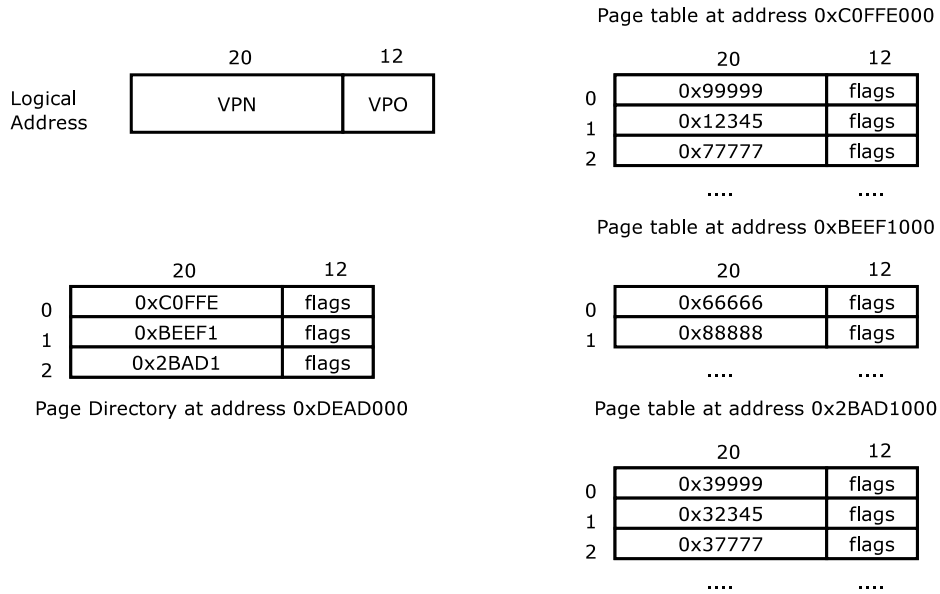 20 12
Logical
Address
VPN VPO
20 12
0 0xC0FFE flags
1 0xBEEF1 flags
2 0x2BAD1 flags
Page Directory at address 0xDEAD000
Page table at address 0xC0FFE000
20 12
0 0x99999 flags
1 0x12345 flags
2 0x77777 flags
.... ....
Page table at address 0xBEEF1000
20 12
0 0x66666 flags
1 0x88888 flags
.... ....
Page table at address 0x2BAD1000
20 12
0 0x39999 flags
1 0x32345 flags
2 0x37777 flags
.... ....